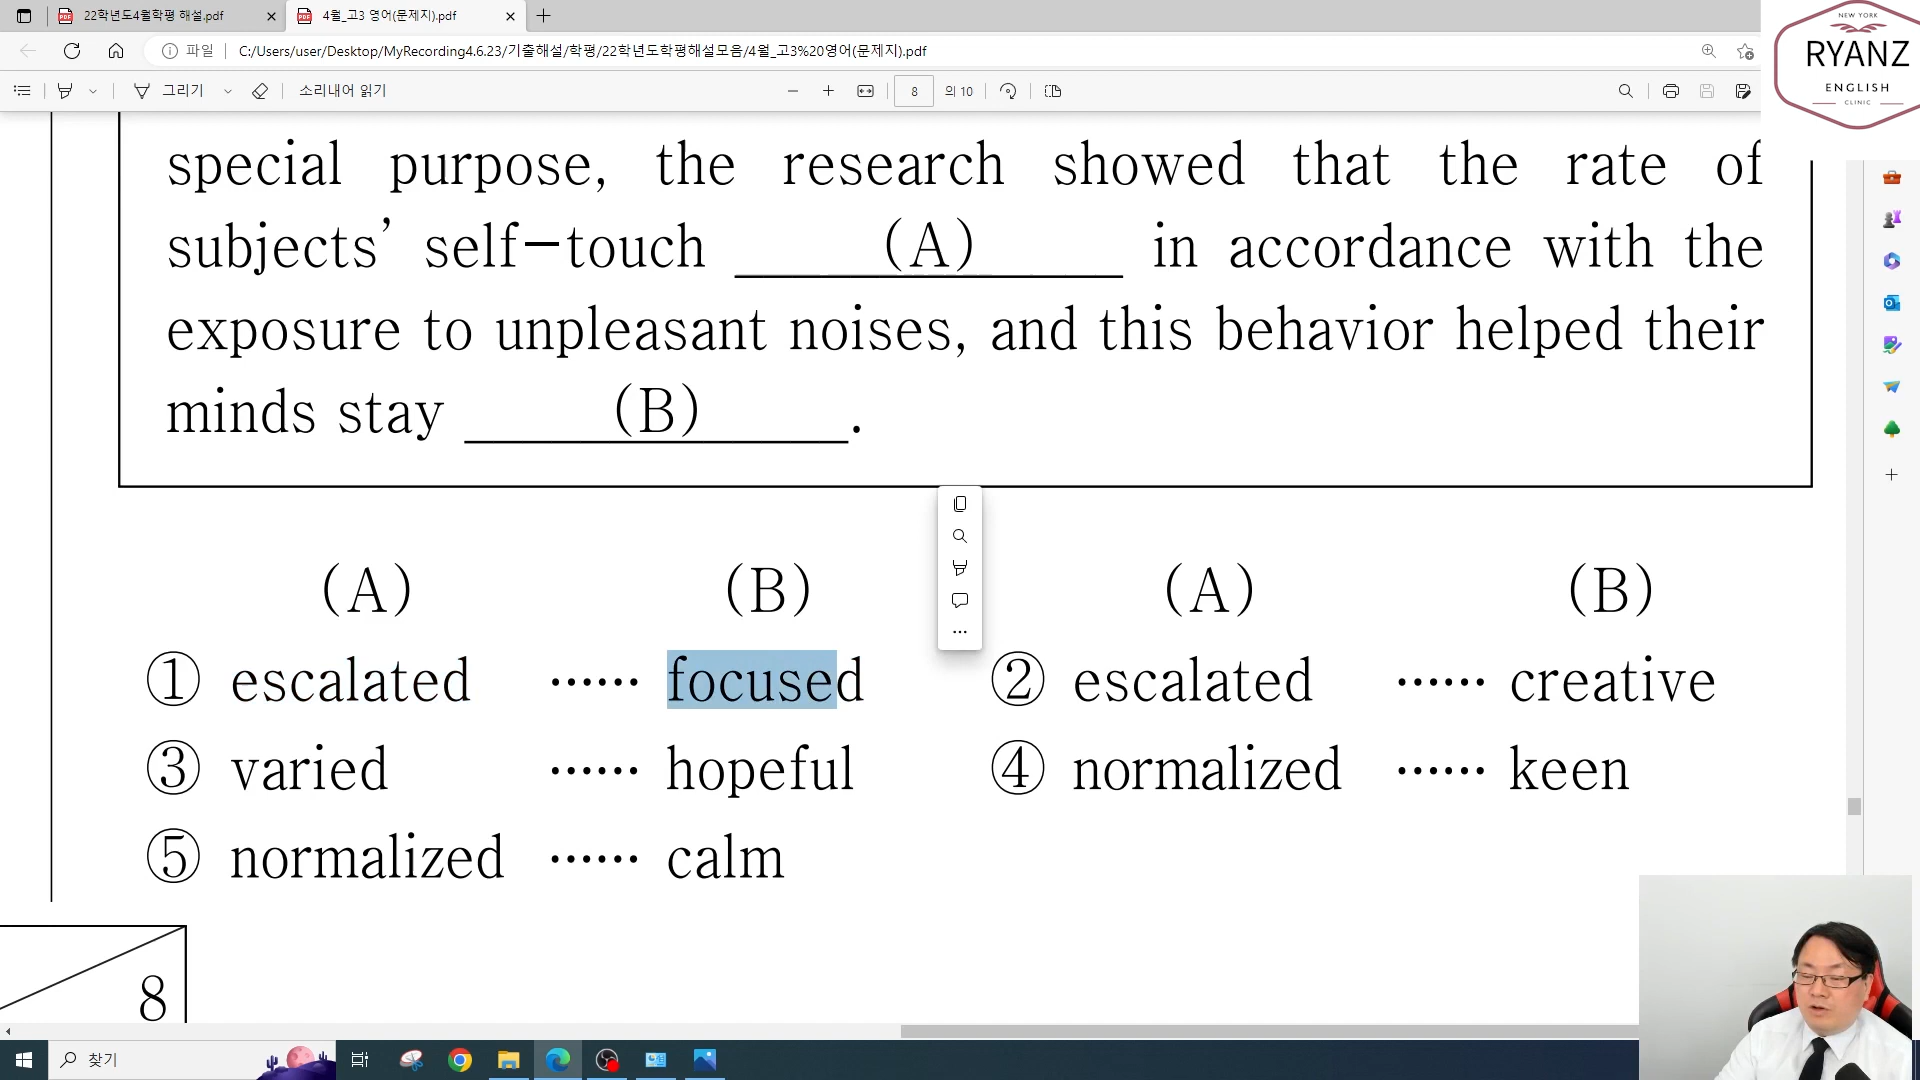 22학년도4월학평 해설.pdf
4월_고3 영어(문제지).pdf
파일
C:/Users/user/Desktop/MyRecording4.6.23/기출해설/학평/22학년도학평해설모음/4월_고3%20영어(문제지).pdf
그리기
소리내어 읽기
8
의 10
NEW YORK
RYANZ
ENGLISH
CLINIC
special purpose, the research showed that the rate of
subjects' self-touch (A) in accordance with the
exposure to unpleasant noises, and this behavior helped their
minds stay (B).
(A) (B) (A) (B)
① escalated ...... focused ② escalated ...... creative
③ varied ...... hopeful ④ normalized ...... keen
⑤ normalized ...... calm
8
찾기